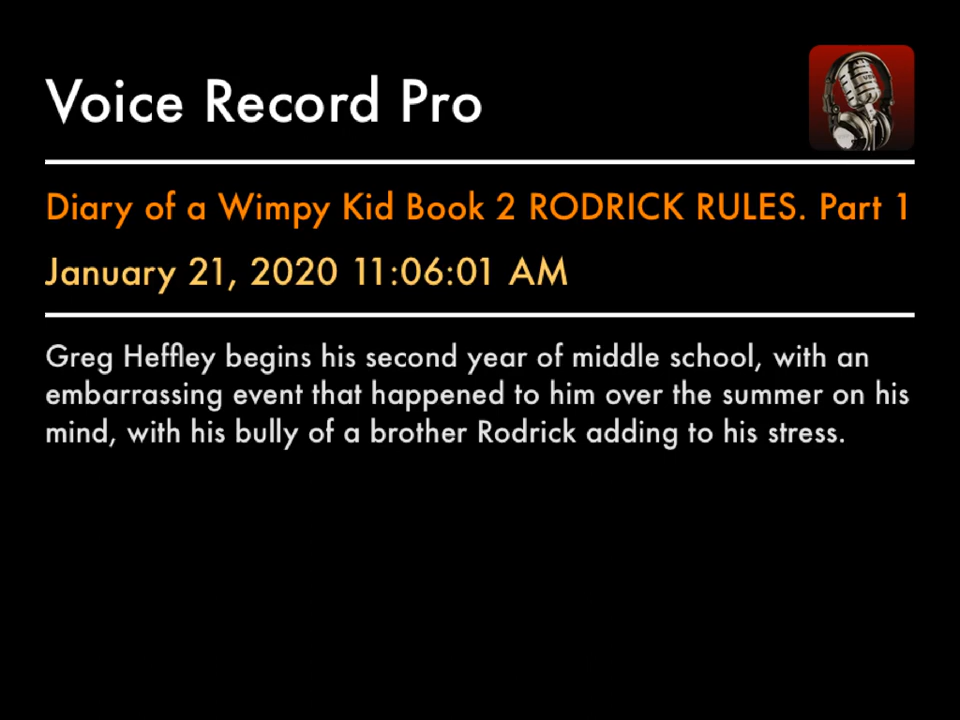 Voice Record Pro
Diary of a Wimpy Kid Book 2 RODRICK RULES. Part 1
January 21, 2020 11:06:01 AM
Greg Heffley begins his second year of middle school, with an
embarrassing event that happened to him over the summer on his
mind, with his bully of a brother Rodrick adding to his stress.